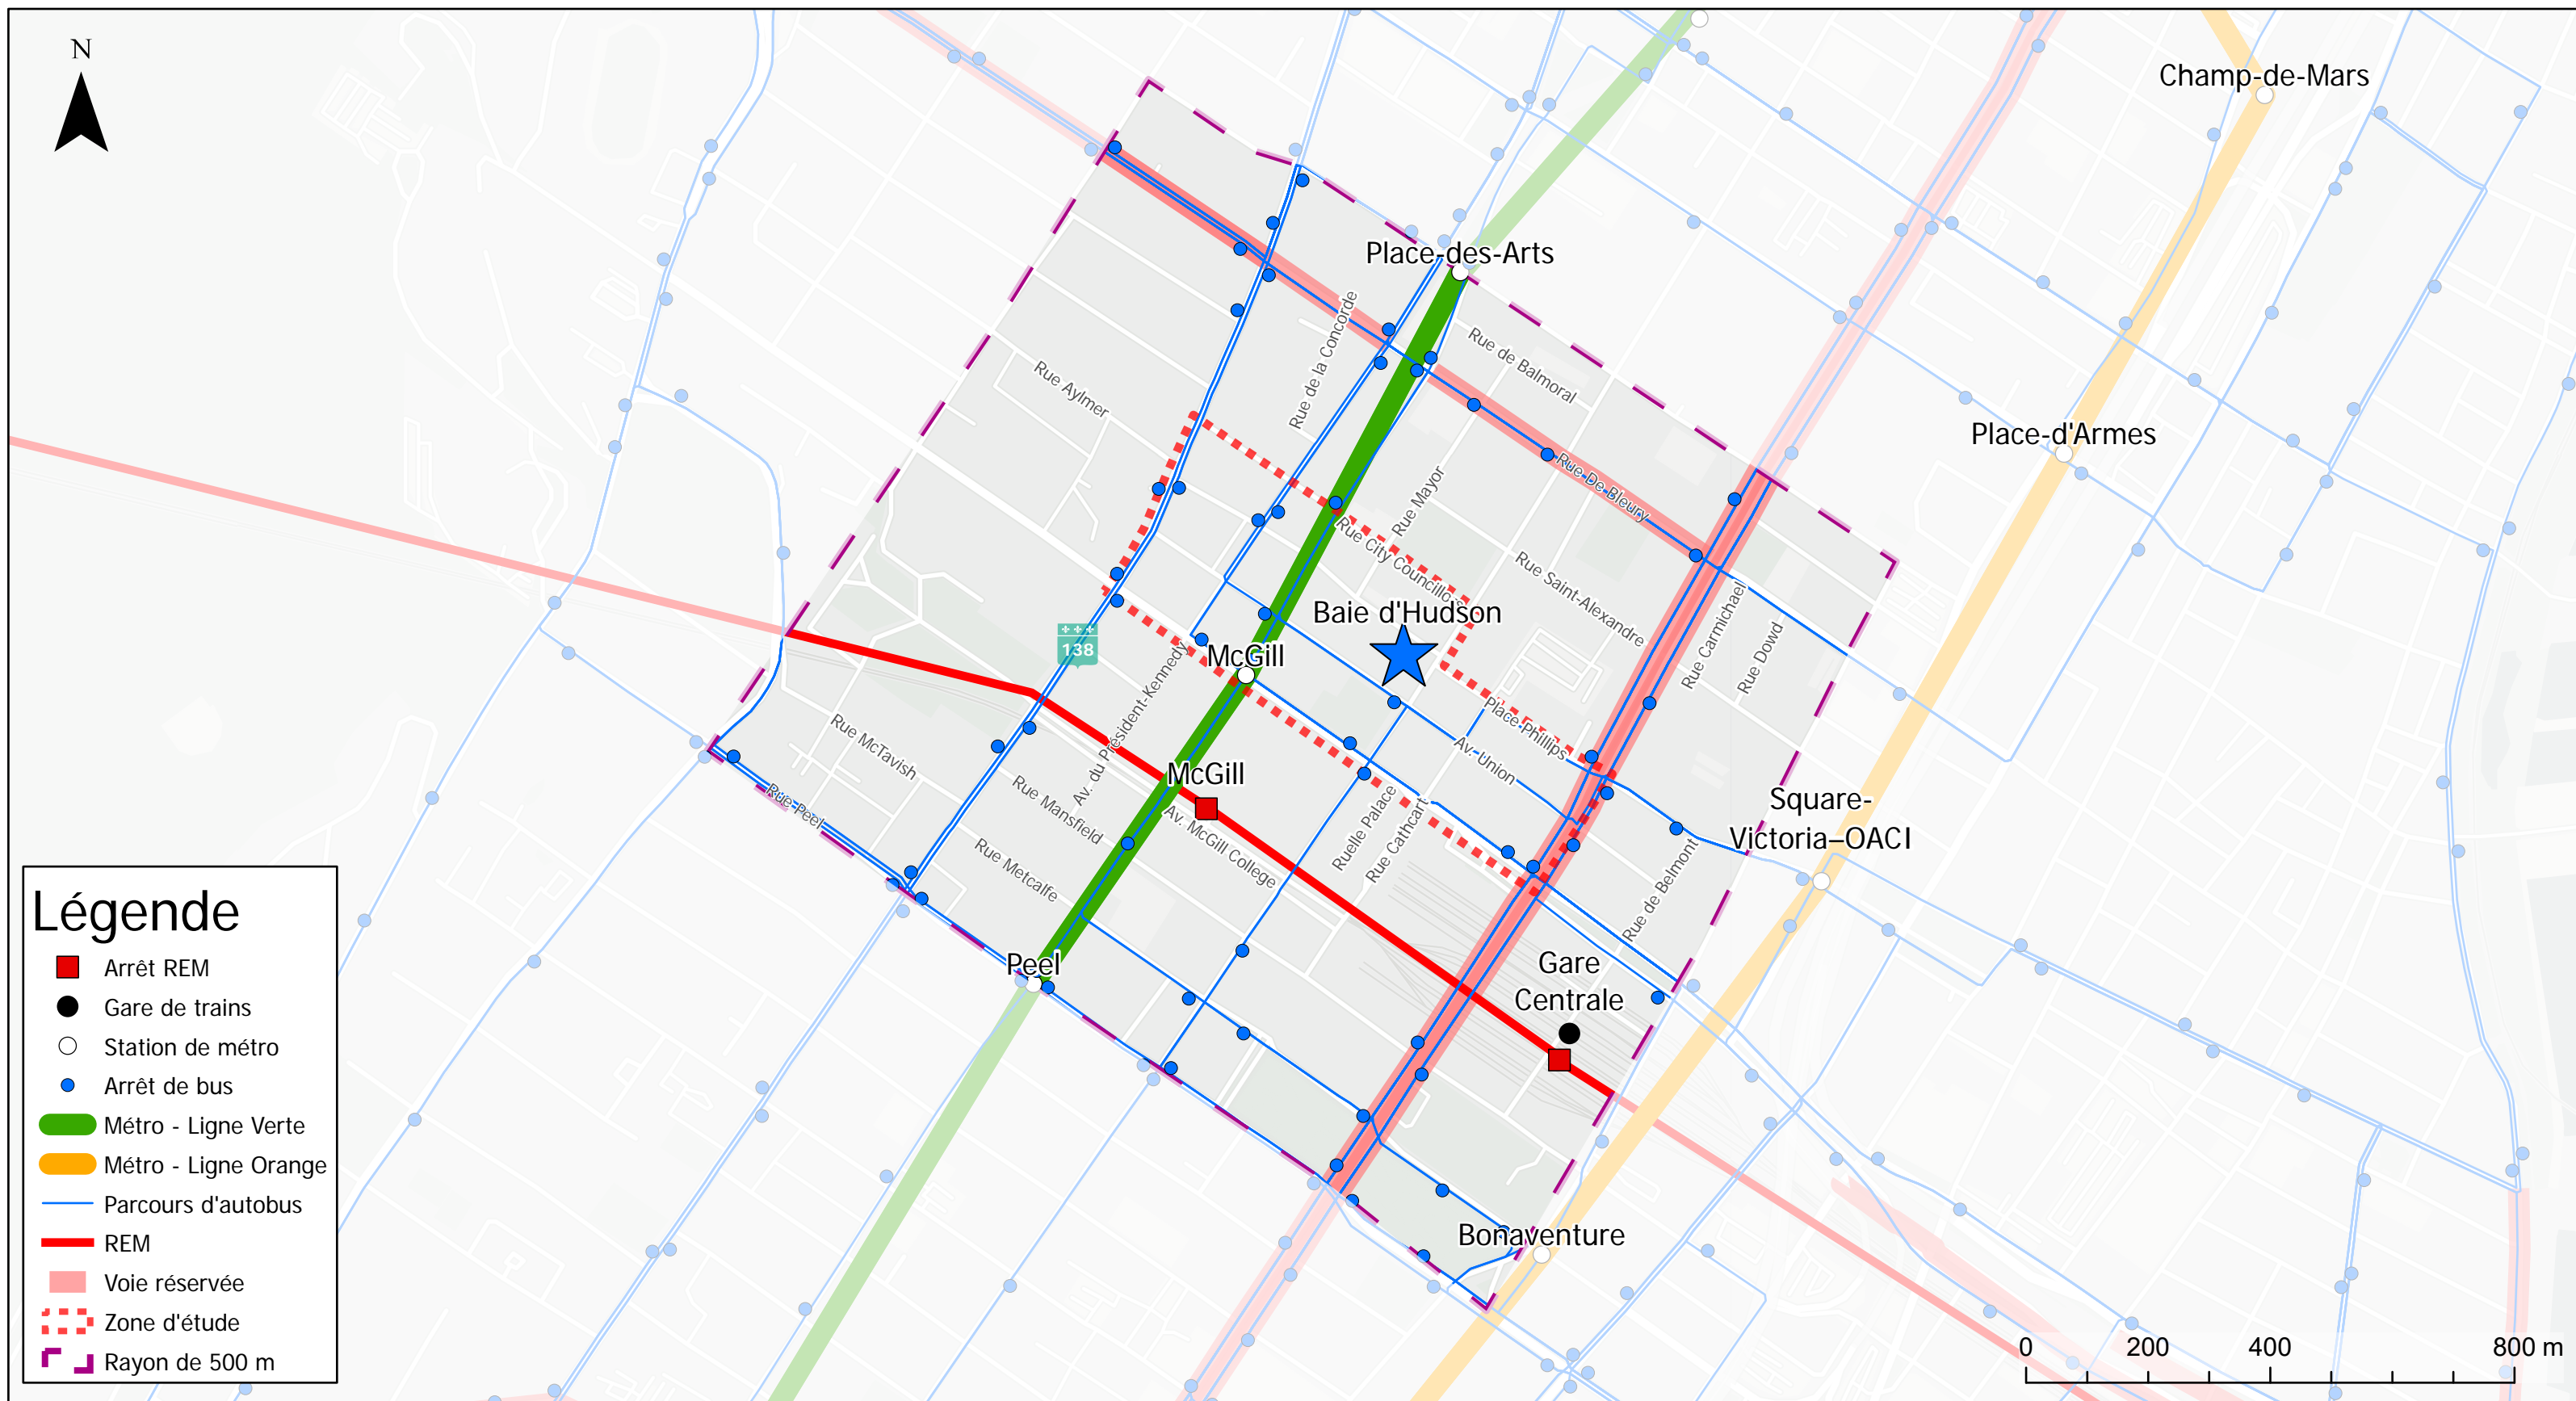 N
Champ-de-Mars
Place-des-Arts
Rue de la Concorde
Rue de Balmoral
Rue Aylmer
Place-d'Armes
Rue De Bleury
Rue Mayor
Rue City Councillors
Rue Saint-Alexandre
Baie d'Hudson
Rue Carmichael
Rue Dowd
138
McGill
Av. du Président-Kennedy
Rue McTavish
Place Phillips
Av. Union
McGill
Rue Mansfield
Av. McGill College
Ruelle Palace
Rue Cathcart
Square-
Victoria–OACI
Rue Peel
Rue Metcalfe
Rue de Belmont
Peel
Gare
Centrale
Bonaventure
Légende
Arrêt REM
Gare de trains
Station de métro
Arrêt de bus
Métro - Ligne Verte
Métro - Ligne Orange
Parcours d'autobus
REM
Voie réservée
Zone d'étude
Rayon de 500 m
0 200 400 800 m